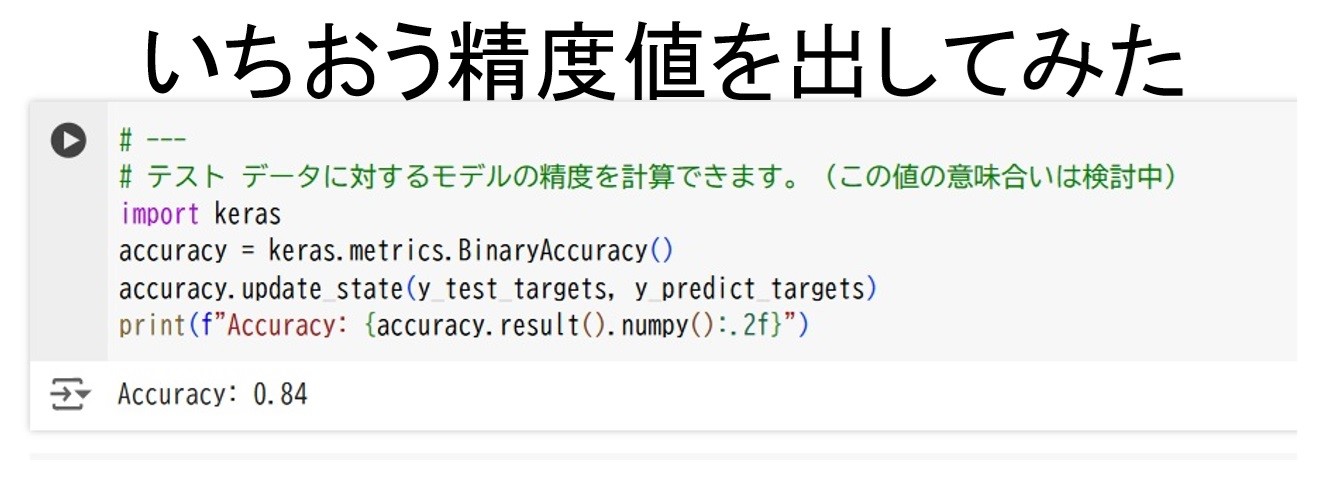 いちおう精度値を出してみた
# ---
# テスト データに対するモデルの精度を計算できます。（この値の意味合いは検討中）
import keras
accuracy = keras.metrics.BinaryAccuracy()
accuracy.update_state(y_test_targets, y_predict_targets)
print(f"Accuracy: {accuracy.result().numpy():.2f}")
Accuracy: 0.84